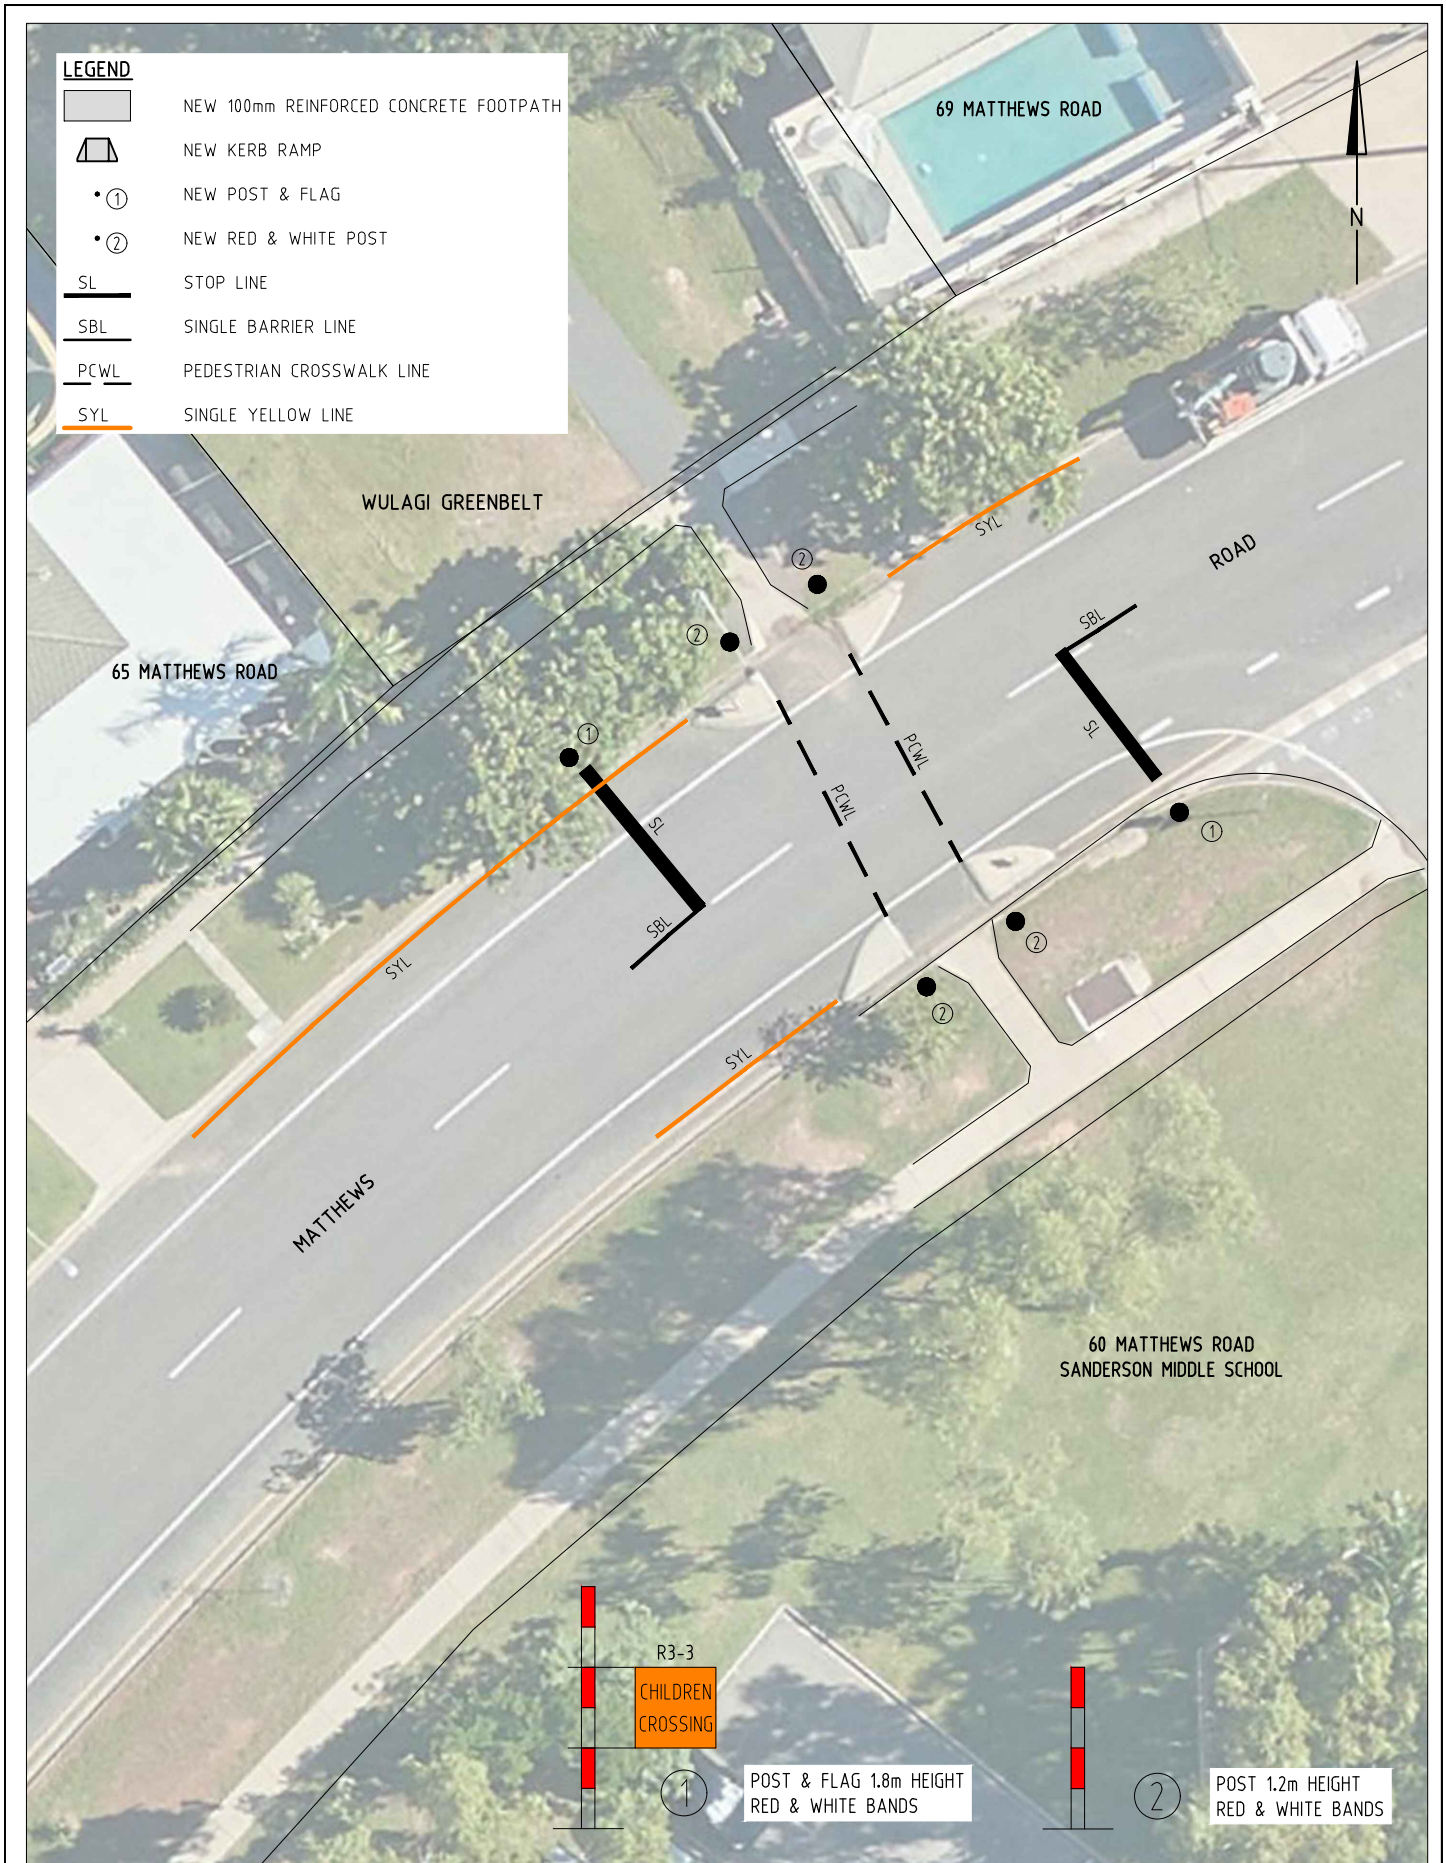 LEGEND
NEW 100mm REINFORCED CONCRETE FOOTPATH
NEW KERB RAMP
1 NEW POST & FLAG
2 NEW RED & WHITE POST
SL STOP LINE
SBL SINGLE BARRIER LINE
PCWL PEDESTRIAN CROSSWALK LINE
SYL SINGLE YELLOW LINE
69 MATTHEWS ROAD
N
WULAGI GREENBELT
SYL
ROAD
2
SBL
2
65 MATTHEWS ROAD
1
SL
PCWL
PCWL
SL
1
SBL
2
SYL
2
SYL
MATTHEWS
60 MATTHEWS ROAD
SANDERSON MIDDLE SCHOOL
R3-3
CHILDREN
CROSSING
1
POST & FLAG 1.8m HEIGHT
RED & WHITE BANDS
2
POST 1.2m HEIGHT
RED & WHITE BANDS